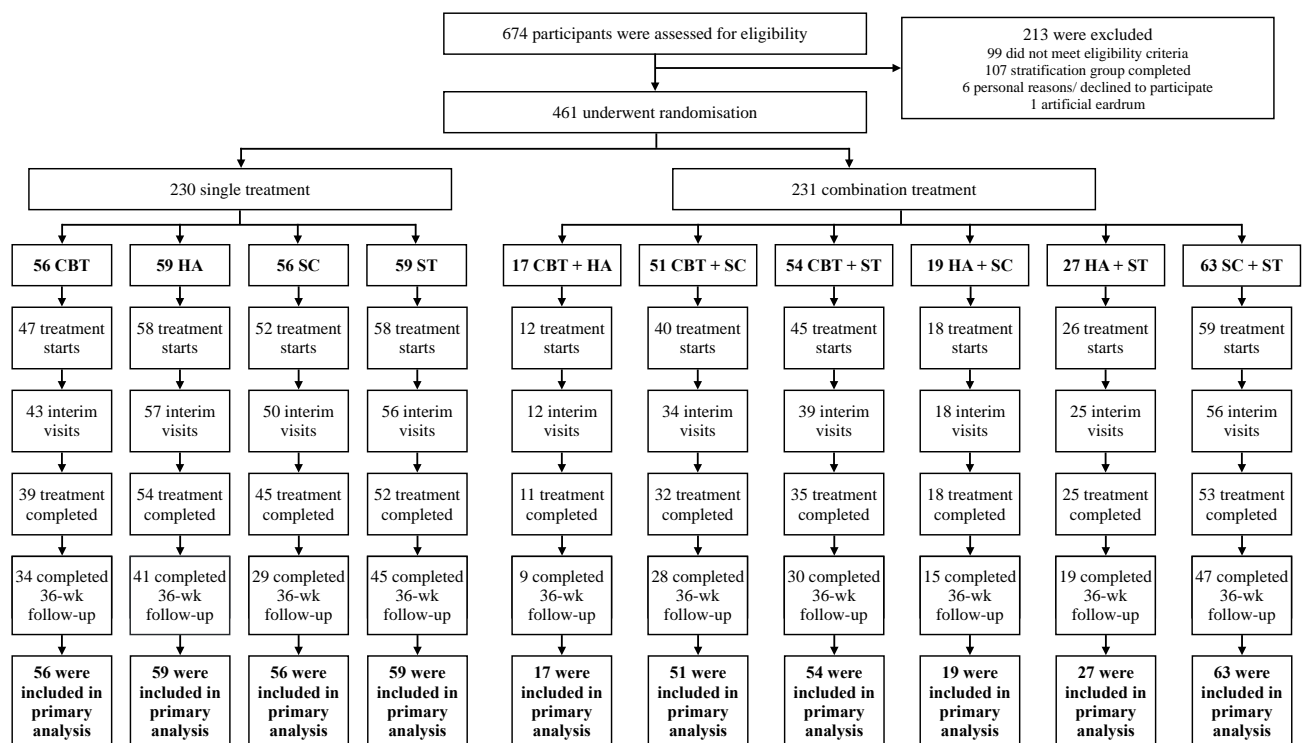 674 participants were assessed for eligibility
213 were excluded
99 did not meet eligibility criteria
107 stratification group completed
6 personal reasons/ declined to participate
1 artificial eardrum
461 underwent randomisation
230 single treatment
231 combination treatment
56 CBT
59 HA
56 SC
59 ST
17 CBT + HA
51 CBT + SC
54 CBT + ST
19 HA + SC
27 HA + ST
63 SC + ST
47 treatment
starts
58 treatment
starts
52 treatment
starts
58 treatment
starts
12 treatment
starts
40 treatment
starts
45 treatment
starts
18 treatment
starts
26 treatment
starts
59 treatment
starts
43 interim
visits
57 interim
visits
50 interim
visits
56 interim
visits
12 interim
visits
34 interim
visits
39 interim
visits
18 interim
visits
25 interim
visits
56 interim
visits
39 treatment
completed
54 treatment
completed
45 treatment
completed
52 treatment
completed
11 treatment
completed
32 treatment
completed
35 treatment
completed
18 treatment
completed
25 treatment
completed
53 treatment
completed
34 completed
36-wk
follow-up
41 completed
36-wk
follow-up
29 completed
36-wk
follow-up
45 completed
36-wk
follow-up
9 completed
36-wk
follow-up
28 completed
36-wk
follow-up
30 completed
36-wk
follow-up
15 completed
36-wk
follow-up
19 completed
36-wk
follow-up
47 completed
36-wk
follow-up
56 were
included in
primary
analysis
59 were
included in
primary
analysis
56 were
included in
primary
analysis
59 were
included in
primary
analysis
17 were
included in
primary
analysis
51 were
included in
primary
analysis
54 were
included in
primary
analysis
19 were
included in
primary
analysis
27 were
included in
primary
analysis
63 were
included in
primary
analysis